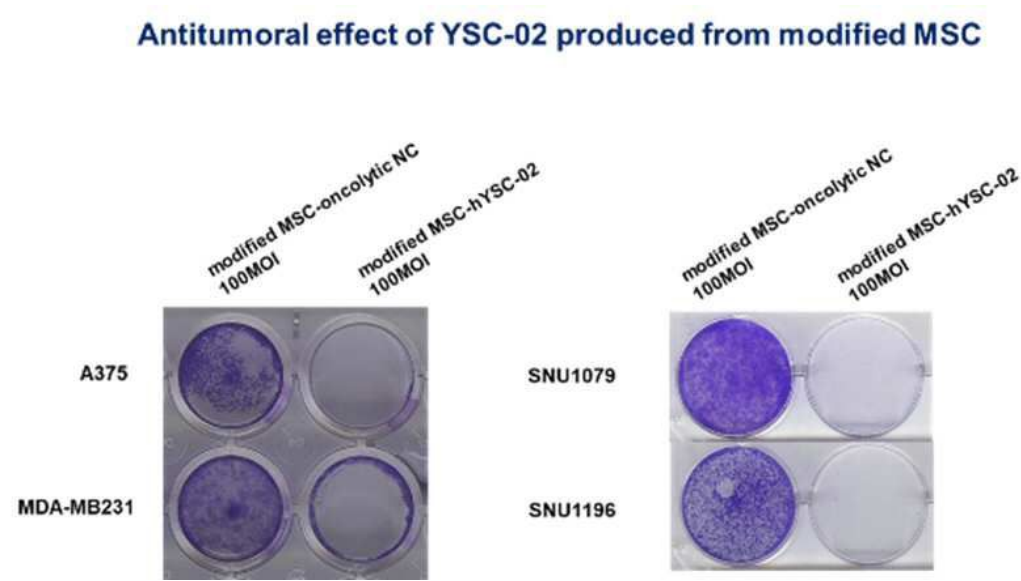 Antitumoral effect of YSC-02 produced from modified MSC
modified MSC-oncolytic NC
100MOI
modified MSC-hYSC-02
100MOI
modified MSC-oncolytic NC
100MOI
modified MSC-hYSC-02
100MOI
A375
MDA-MB231
SNU1079
SNU1196